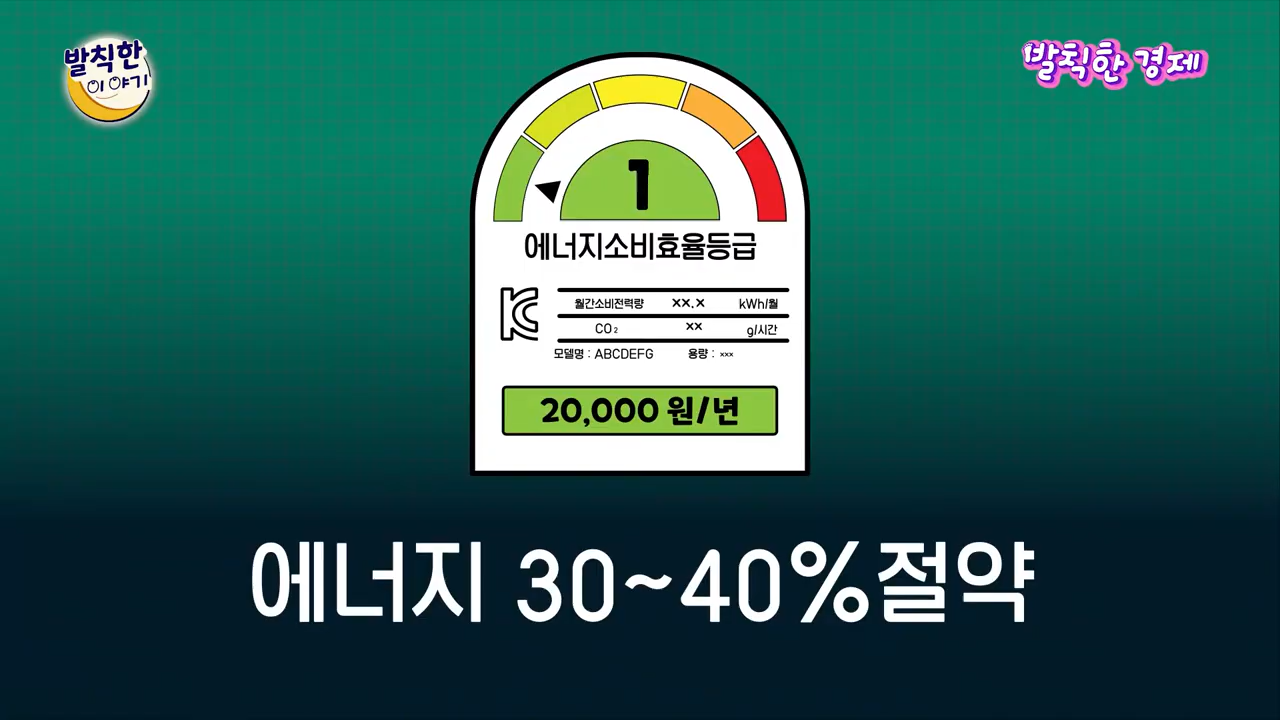 발칙한
이야기
발칙한 경제
1
에너지소비효율등급
월간소비전력량 ××.× kWh/월
CO₂ ×× g/시간
모델명 : ABCDEFG 용량 : ×××
20,000 원/년
에너지 30~40%절약